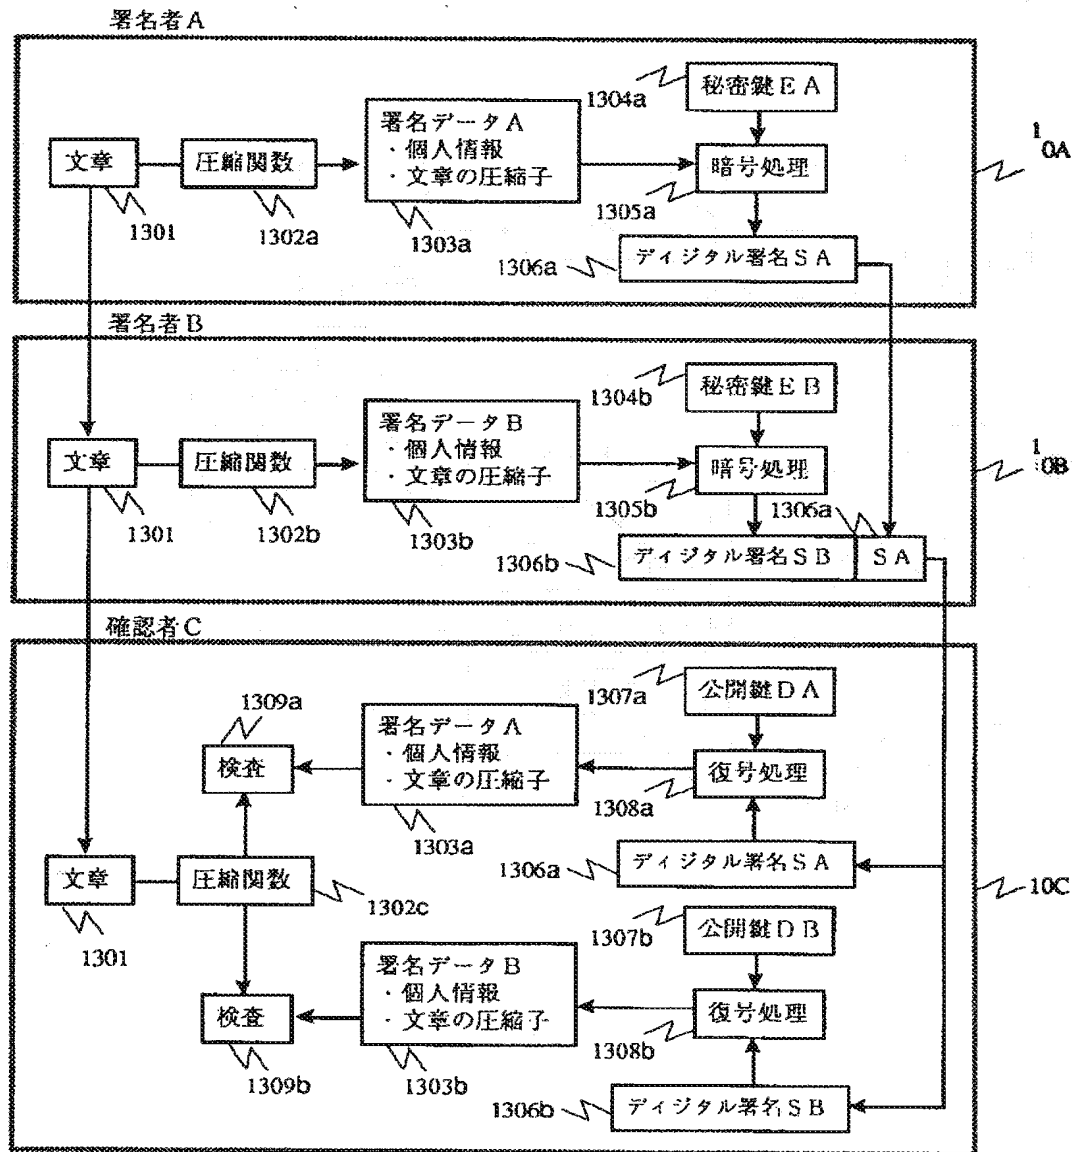 署名者A
秘密鍵EA
1304a
文章
圧縮関数
署名データA
・個人情報
・文章の圧縮子
暗号処理
1301
1302a
1303a
1305a
ディジタル署名SA
1306a
10A
署名者B
秘密鍵EB
1304b
文章
圧縮関数
署名データB
・個人情報
・文章の圧縮子
暗号処理
1301
1302b
1303b
1305b
1306a
ディジタル署名SB
SA
1306b
10B
確認者C
公開鍵DA
1307a
1309a
検査
署名データA
・個人情報
・文章の圧縮子
復号処理
1308a
1303a
ディジタル署名SA
1306a
文章
圧縮関数
1301
1302c
10C
公開鍵DB
1307b
署名データB
・個人情報
・文章の圧縮子
検査
復号処理
1308b
1309b
1303b
ディジタル署名SB
1306b